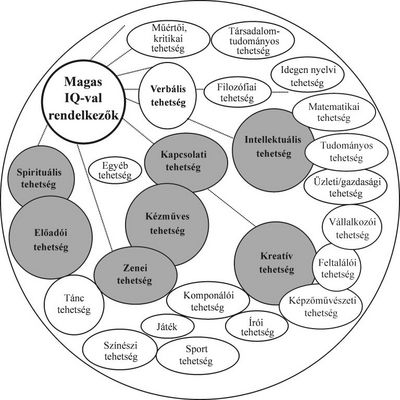 Műértői,
kritikai
tehetség
Társadalom-
tudományos
tehetség
Magas
IQ-val
rendelkezők
Verbális
tehetség
Filozófiai
tehetség
Idegen nyelvi
tehetség
Matematikai
tehetség
Kapcsolati
tehetség
Intellektuális
tehetség
Tudományos
tehetség
Egyéb
tehetség
Spirituális
tehetség
Üzleti/gazdasági
tehetség
Előadói
tehetség
Kézműves
tehetség
Vállalkozói
tehetség
Zenei
tehetség
Kreatív
tehetség
Feltalálói
tehetség
Tánc
tehetség
Komponálói
tehetség
Képzőművészeti
tehetség
Játék
Írói
tehetség
Színészi
tehetség
Sport
tehetség